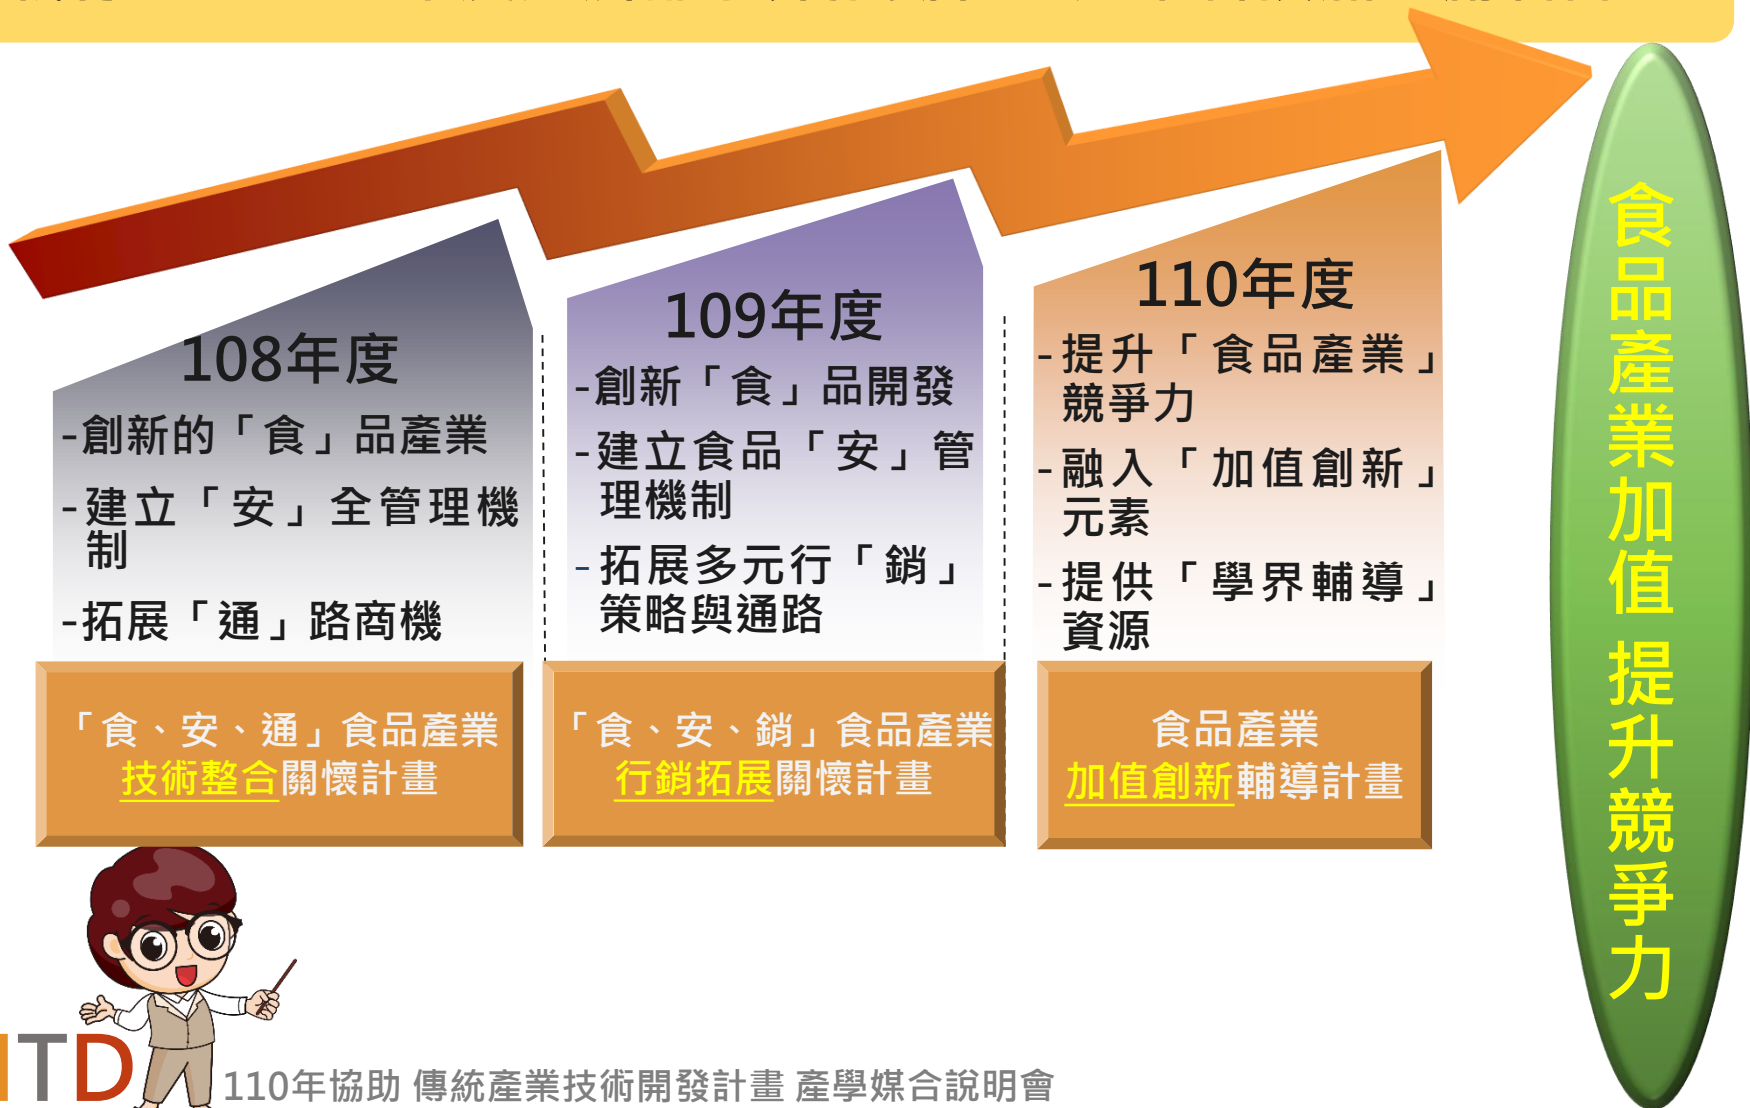 108年度
-創新的「食」品產業
-建立「安」全管理機
制
-拓展「通」路商機
「食、安、通」食品產業
技術整合關懷計畫
109年度
-創新「食」品開發
-建立食品「安」管
理機制
-拓展多元行「銷」
策略與通路
「食、安、銷」食品產業
行銷拓展關懷計畫
110年度
-提升「食品產業」
競爭力
-融入「加值創新」
元素
-提供「學界輔導」
資源
食品產業
加值創新輔導計畫
食品產業加值 提升競爭力
ITD
110年協助 傳統產業技術開發計畫 產學媒合說明會